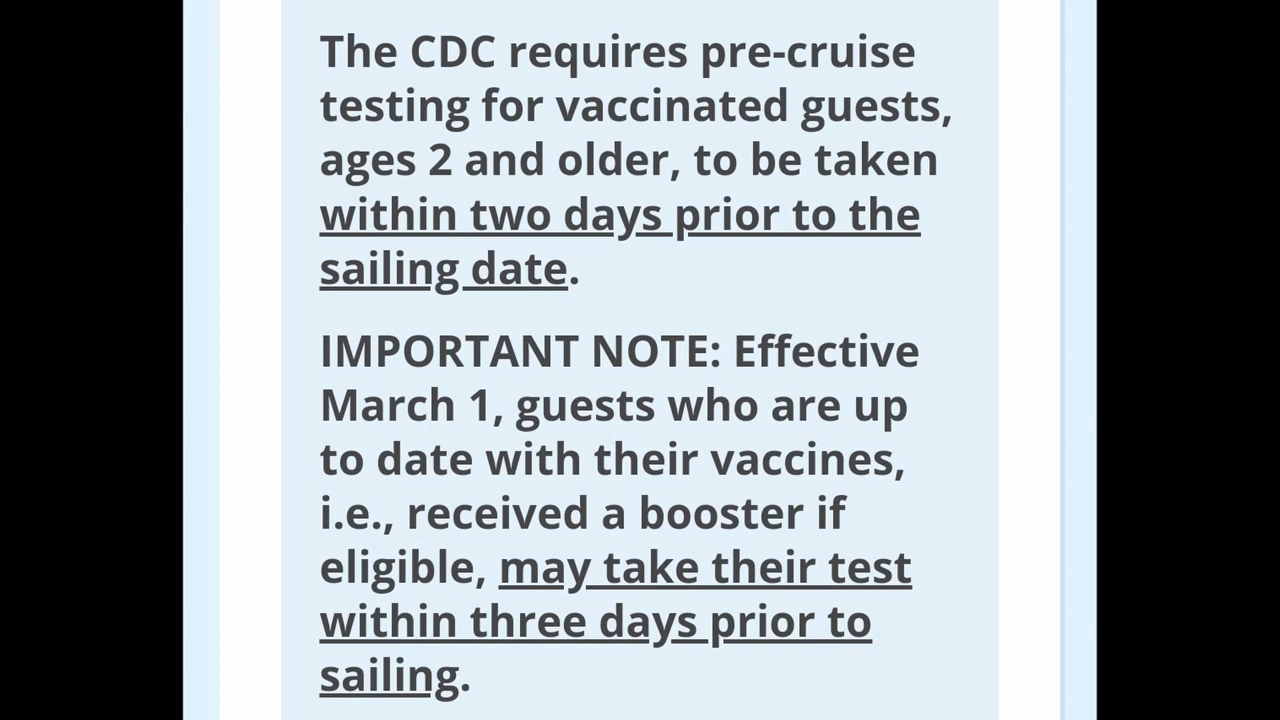 The CDC requires pre-cruise
testing for vaccinated guests,
ages 2 and older, to be taken
within two days prior to the
sailing date.
IMPORTANT NOTE: Effective
March 1, guests who are up
to date with their vaccines,
i.e., received a booster if
eligible, may take their test
within three days prior to
sailing.